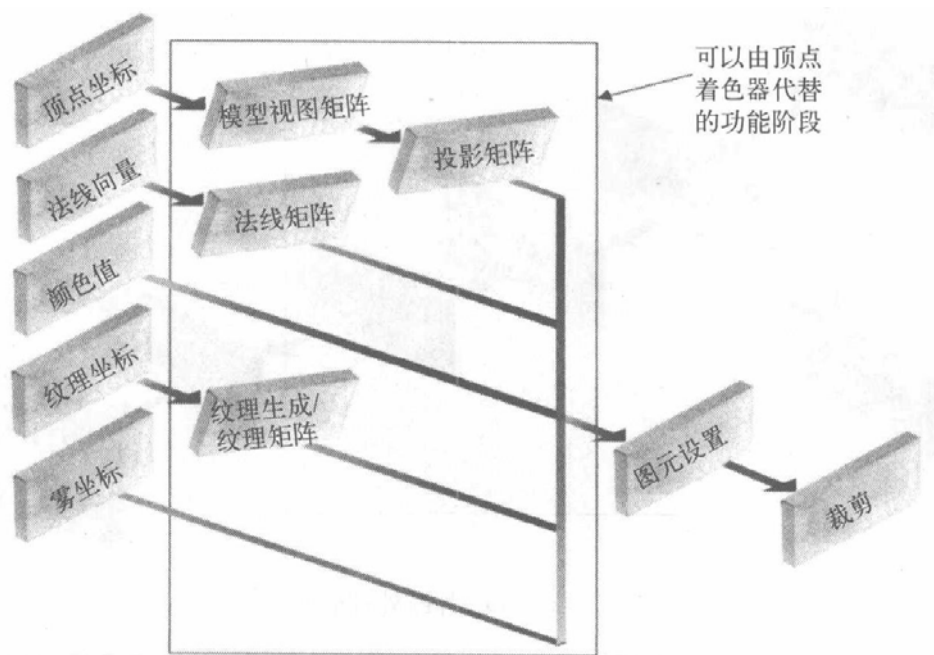 顶点坐标
模型视图矩阵
投影矩阵
可以由顶点
着色器代替
的功能阶段
法线向量
法线矩阵
颜色值
纹理坐标
纹理生成/
纹理矩阵
图元设置
雾坐标
裁剪